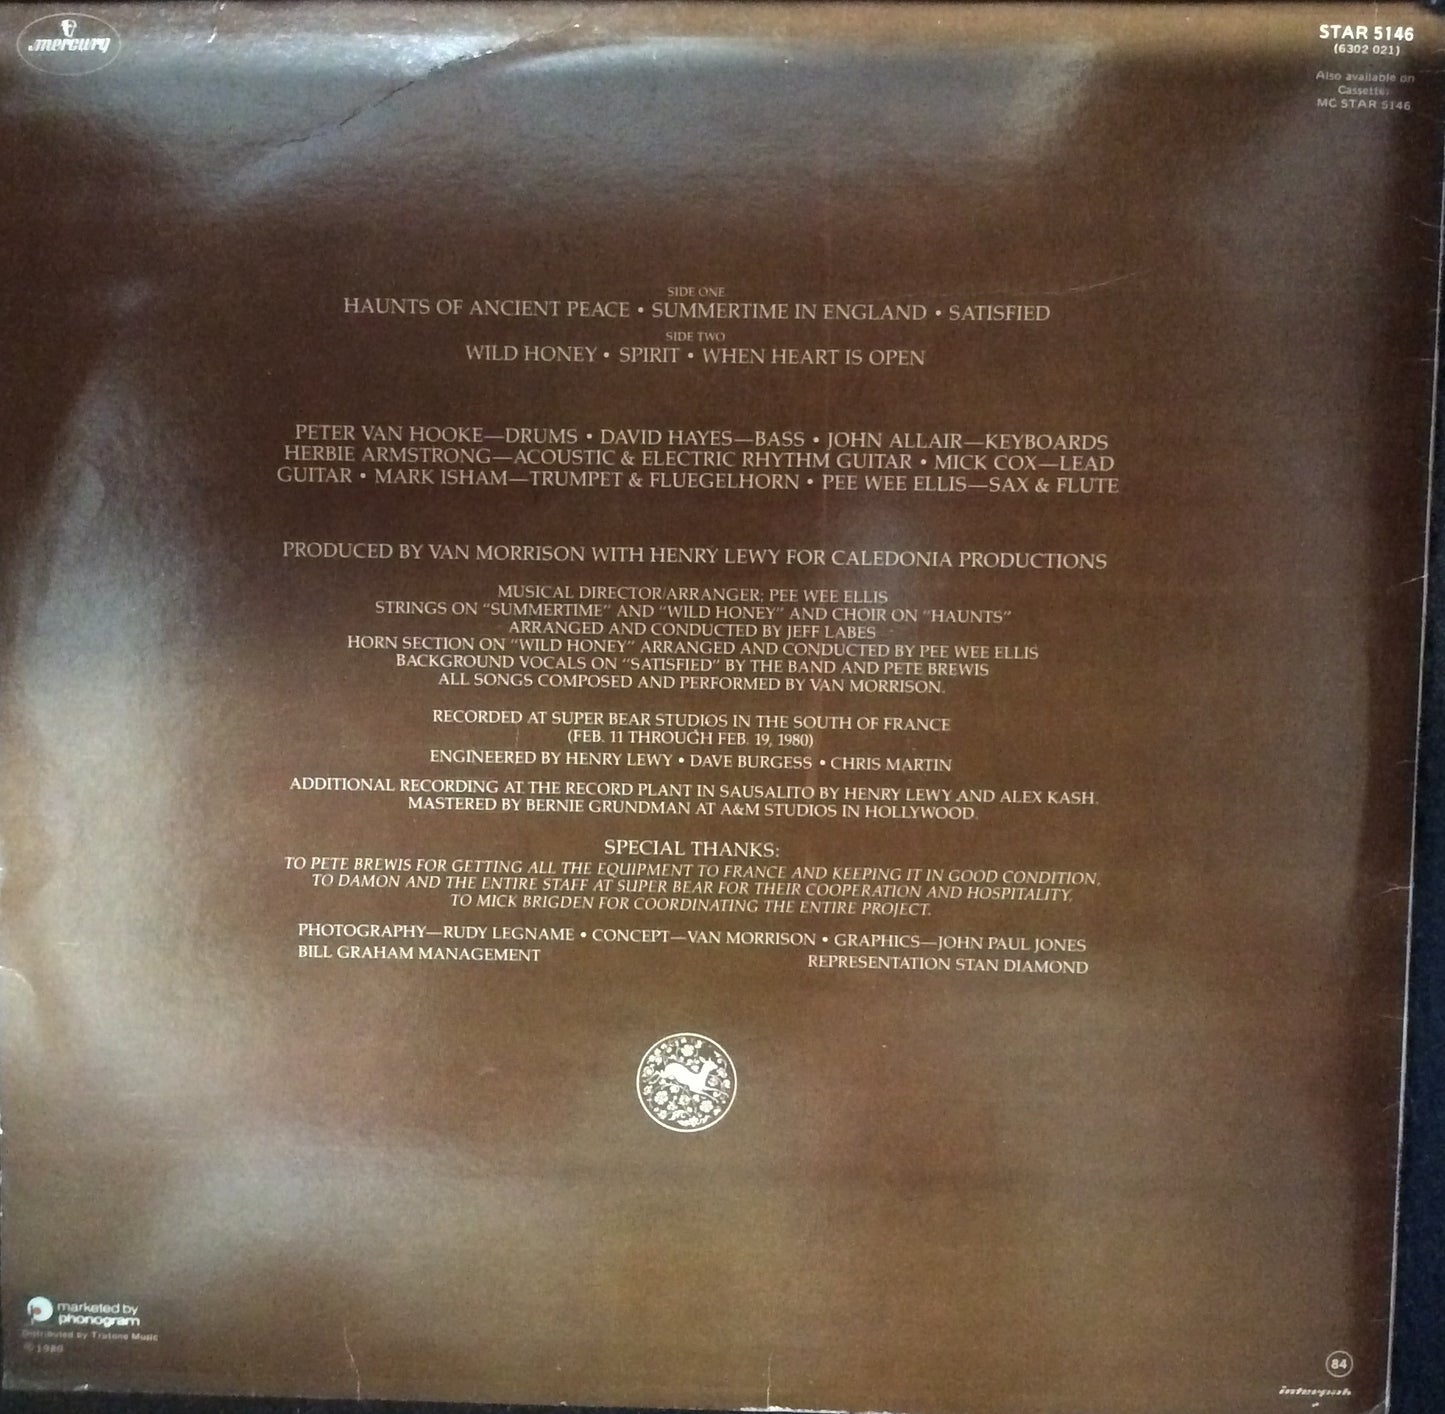 mercury
STAR 5146
(6302 021)
Also available on
Cassette:
MC STAR 5146
SIDE ONE
HAUNTS OF ANCIENT PEACE • SUMMERTIME IN ENGLAND • SATISFIED
SIDE TWO
WILD HONEY • SPIRIT • WHEN HEART IS OPEN
PETER VAN HOOKE—DRUMS • DAVID HAYES—BASS • JOHN ALLAIR—KEYBOARDS
HERBIE ARMSTRONG—ACOUSTIC & ELECTRIC RHYTHM GUITAR • MICK COX—LEAD
GUITAR • MARK ISHAM—TRUMPET & FLUEGELHORN • PEE WEE ELLIS—SAX & FLUTE
PRODUCED BY VAN MORRISON WITH HENRY LEWY FOR CALEDONIA PRODUCTIONS
MUSICAL DIRECTOR/ARRANGER; PEE WEE ELLIS
STRINGS ON "SUMMERTIME" AND "WILD HONEY" AND CHOIR ON "HAUNTS"
ARRANGED AND CONDUCTED BY JEFF LABES
HORN SECTION ON "WILD HONEY" ARRANGED AND CONDUCTED BY PEE WEE ELLIS
BACKGROUND VOCALS ON "SATISFIED" BY THE BAND AND PETE BREWIS
ALL SONGS COMPOSED AND PERFORMED BY VAN MORRISON.
RECORDED AT SUPER BEAR STUDIOS IN THE SOUTH OF FRANCE
(FEB. 11 THROUGH FEB. 19, 1980)
ENGINEERED BY HENRY LEWY • DAVE BURGESS • CHRIS MARTIN
ADDITIONAL RECORDING AT THE RECORD PLANT IN SAUSALITO BY HENRY LEWY AND ALEX KASH.
MASTERED BY BERNIE GRUNDMAN AT A&M STUDIOS IN HOLLYWOOD.
SPECIAL THANKS:
TO PETE BREWIS FOR GETTING ALL THE EQUIPMENT TO FRANCE AND KEEPING IT IN GOOD CONDITION,
TO DAMON AND THE ENTIRE STAFF AT SUPER BEAR FOR THEIR COOPERATION AND HOSPITALITY,
TO MICK BRIGDEN FOR COORDINATING THE ENTIRE PROJECT.
PHOTOGRAPHY—RUDY LEGNAME • CONCEPT—VAN MORRISON • GRAPHICS—JOHN PAUL JONES
BILL GRAHAM MANAGEMENT REPRESENTATION STAN DIAMOND
marketed by
phonogram
Distributed by Trutone Music
© 1980
84
interpak